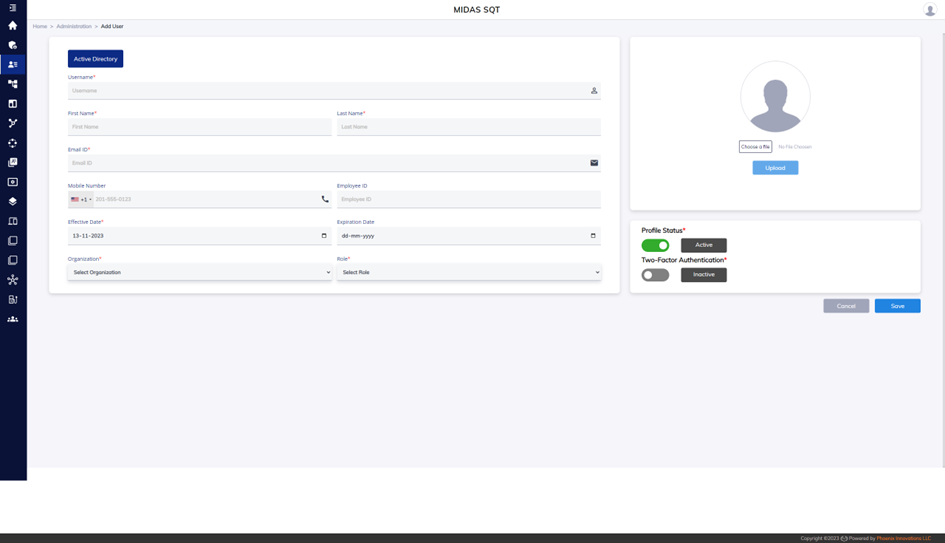 MIDAS SQT
Home > Administration > Add User
Active Directory
Username*
Username
First Name*
Last Name*
First Name
Last Name
Email ID*
Email ID
Mobile Number
Employee ID
+1 201-555-0123
Employee ID
Effective Date*
Expiration Date
13-11-2023
dd-mm-yyyy
Organization*
Role*
Select Organization
Select Role
Choose a file No File Choosen
Upload
Profile Status*
Active
Two-Factor Authentication*
Inactive
Cancel
Save
Copyright ©2023 Powered by Phoenix Innovations LLC